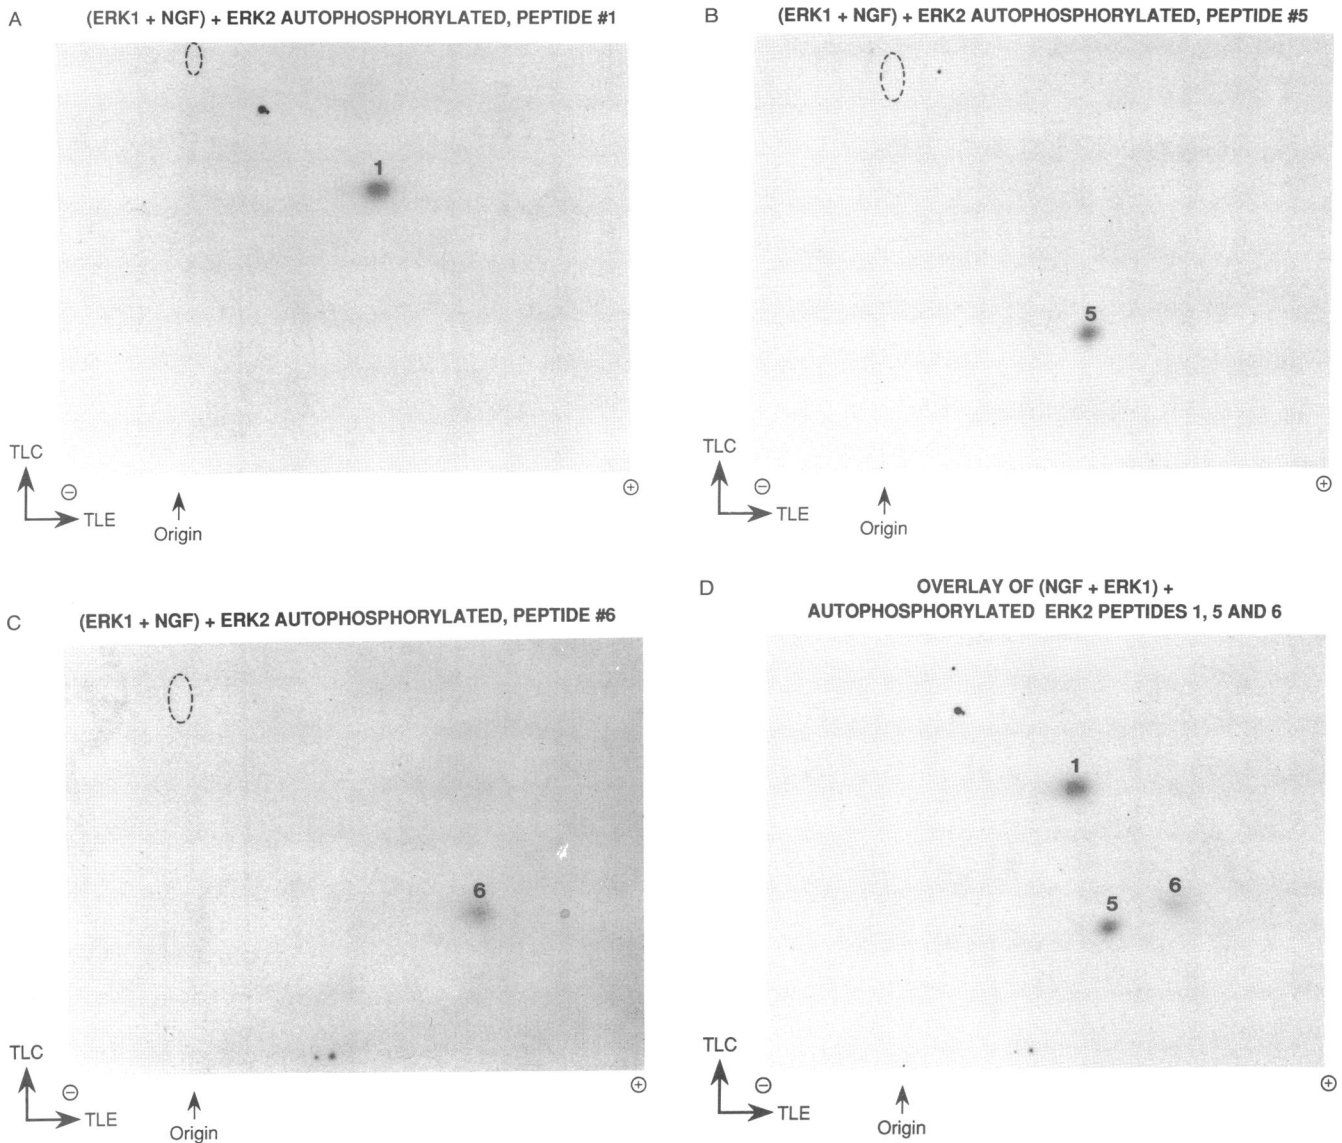 A
(ERK1 + NGF) + ERK2 AUTOPHOSPHORYLATED, PEPTIDE #1
1
TLC
⊖
⊕
TLE
Origin
B
(ERK1 + NGF) + ERK2 AUTOPHOSPHORYLATED, PEPTIDE #5
5
TLC
⊖
⊕
TLE
Origin
C
(ERK1 + NGF) + ERK2 AUTOPHOSPHORYLATED, PEPTIDE #6
6
TLC
⊖
⊕
TLE
Origin
D
OVERLAY OF (NGF + ERK1) +
AUTOPHOSPHORYLATED ERK2 PEPTIDES 1, 5 AND 6
1
6
5
TLC
⊖
⊕
TLE
Origin